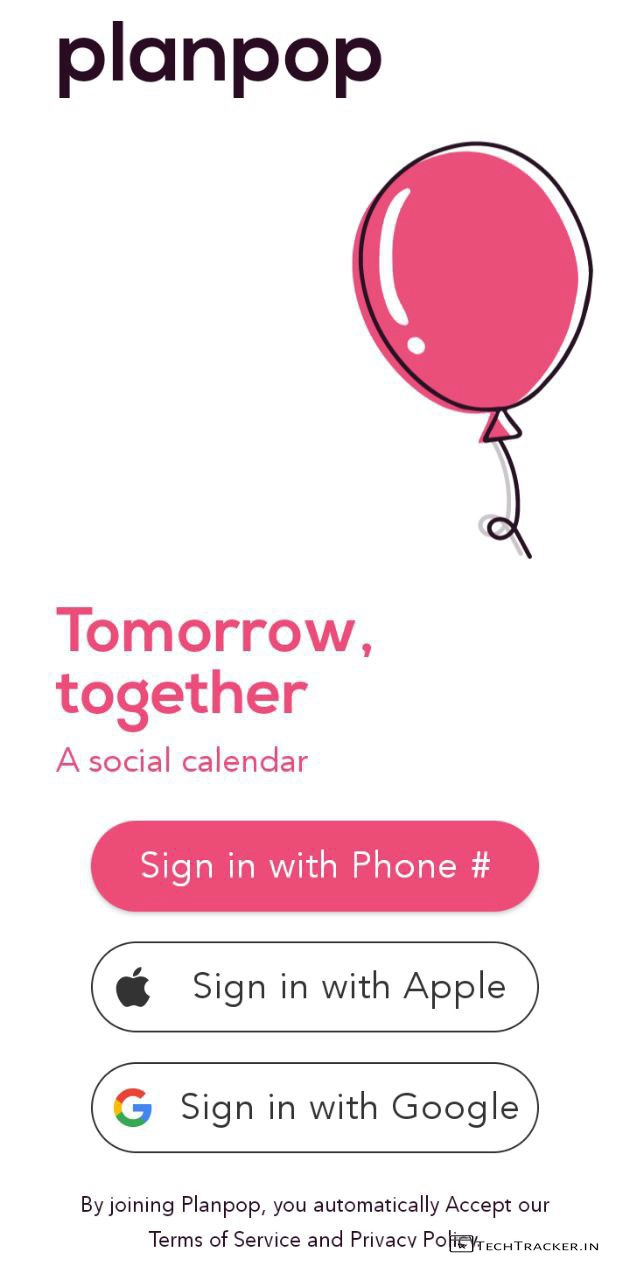 planpop
Tomorrow,
together
A social calendar
Sign in with Phone #
Sign in with Apple
Sign in with Google
By joining Planpop, you automatically Accept our
Terms of Service and Privacy Policy.
TECHTRACKER.IN